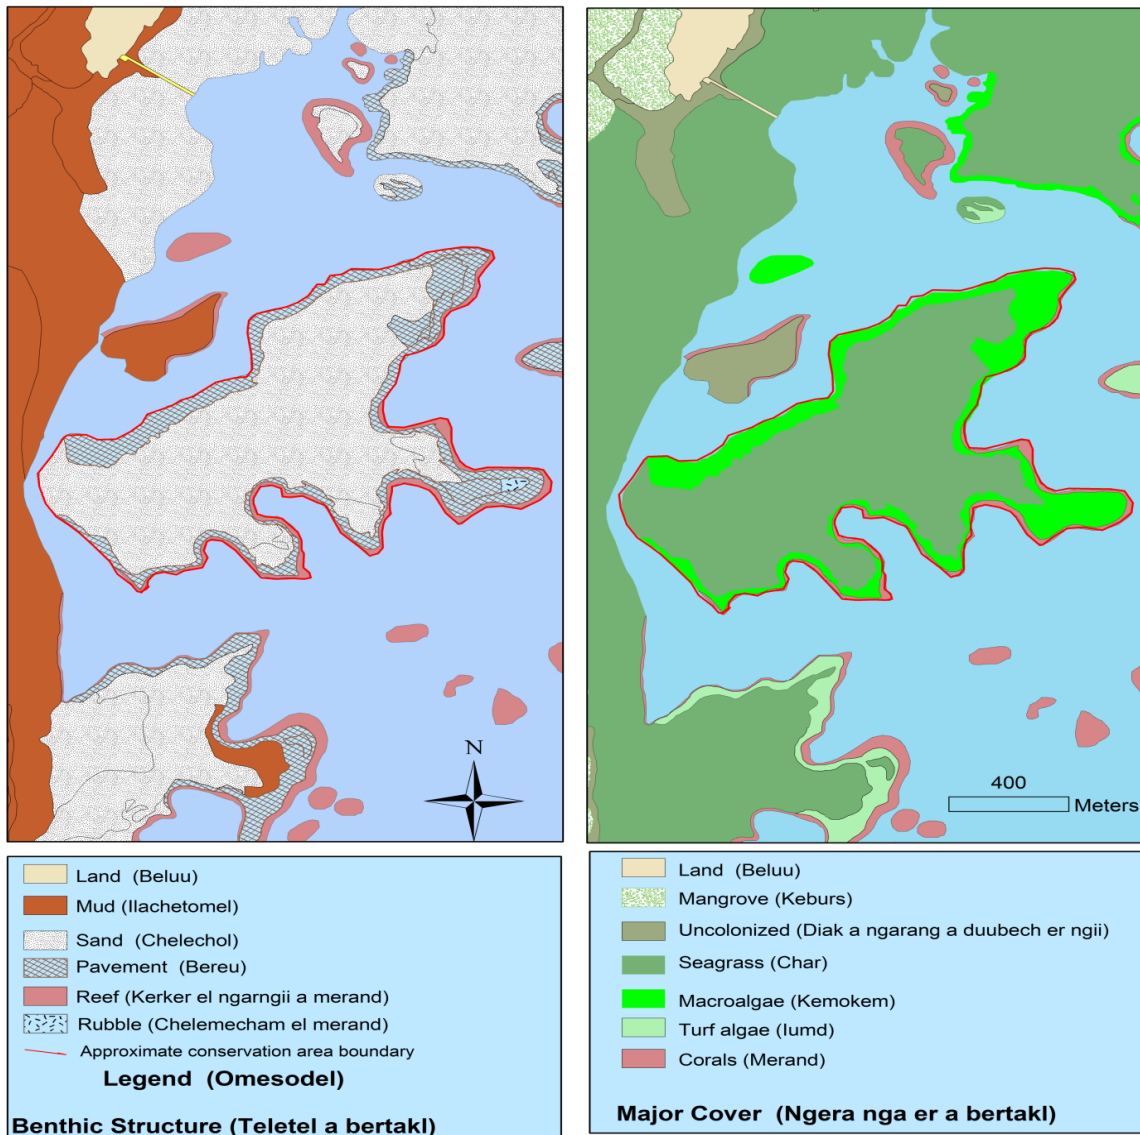 N
400
Meters
Land (Beluu)
Mud (Ilachetomel)
Sand (Chelechol)
Pavement (Bereu)
Reef (Kerker el ngarngii a merand)
Rubble (Chelemecham el merand)
Approximate conservation area boundary
Legend (Omesodel)
Benthic Structure (Teletel a bertakl)
Land (Beluu)
Mangrove (Keburs)
Uncolonized (Diak a ngarang a duubech er ngii)
Seagrass (Char)
Macroalgae (Kemokem)
Turf algae (Iumd)
Corals (Merand)
Major Cover (Ngera nga er a bertakl)